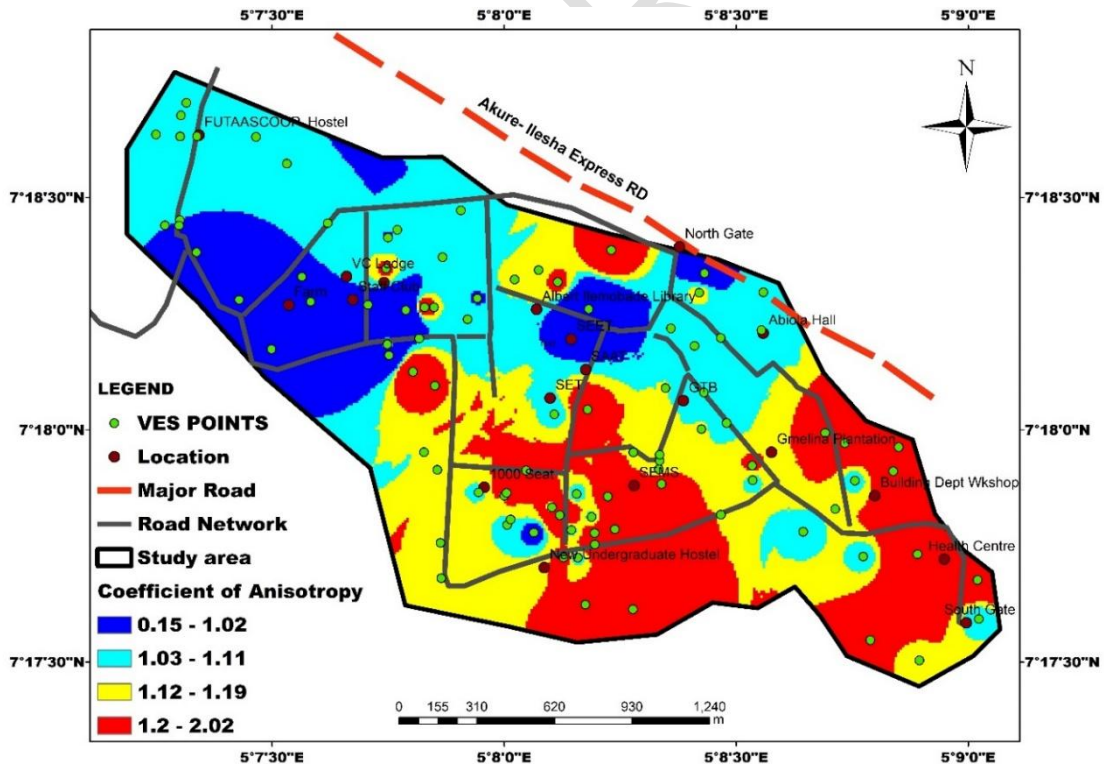 5°7'30"E 5°8'0"E 5°8'30"E 5°9'0"E
N
Akure- Ilesha Express RD
FUTAASCOOP Hostel
7°18'30"N 7°18'30"N
North Gate
VC Lodge
Staff Club
Farm
Albert Ilemobade Library
Abiola Hall
SEET
SAAT
SET
GTB
LEGEND
VES POINTS
Location
Major Road
Road Network
Study area
Coefficient of Anisotropy
0.15 - 1.02
1.03 - 1.11
1.12 - 1.19
1.2 - 2.02
7°18'0"N 7°18'0"N
Gmelina Plantation
1000 Seat
SEMS
Building Dept Wkshop
New Undergraduate Hostel
Health Centre
South Gate
7°17'30"N 7°17'30"N
0 155 310 620 930 1,240
m
5°7'30"E 5°8'0"E 5°8'30"E 5°9'0"E